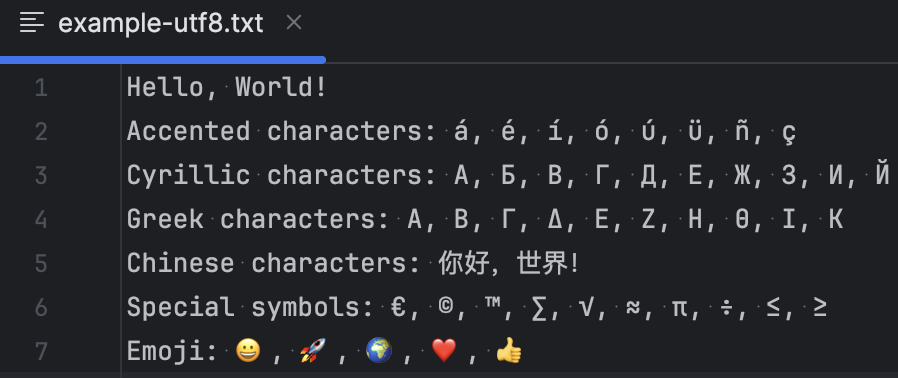 example-utf8.txt
1 Hello, World!
2 Accented characters: á, é, í, ó, ú, ü, ñ, ç
3 Cyrillic characters: А, Б, В, Г, Д, Е, Ж, З, И, Й
4 Greek characters: Α, Β, Γ, Δ, Ε, Ζ, Η, Θ, Ι, Κ
5 Chinese characters: 你好，世界！
6 Special symbols: €, ©, ™, ∑, √, ≈, π, ÷, ≤, ≥
7 Emoji: 😀, 🚀, 🌍, ❤️, 👍